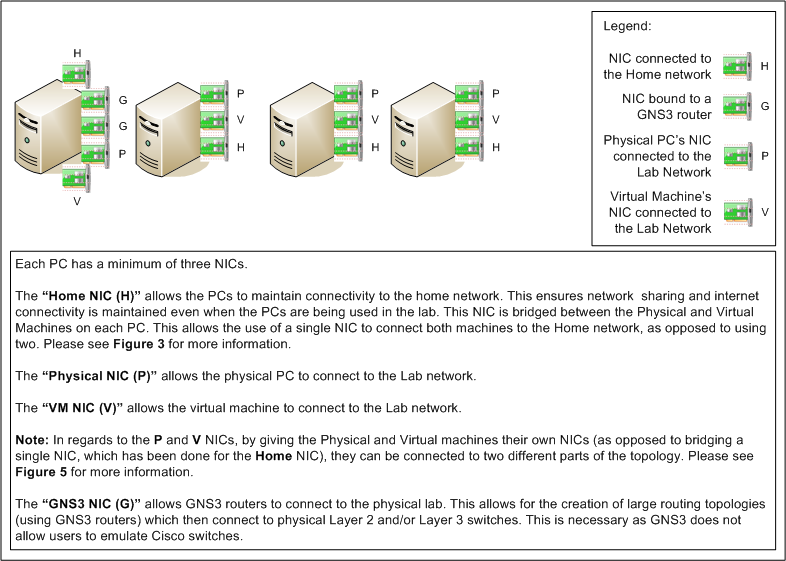 H
G
G
P
V
P
V
H
P
V
H
P
V
H
Legend:
NIC connected to
the Home network
H
NIC bound to a
GNS3 router
G
Physical PC's NIC
connected to the
Lab Network
P
Virtual Machine's
NIC connected to
the Lab Network
V
Each PC has a minimum of three NICs.
The “Home NIC (H)” allows the PCs to maintain connectivity to the home network. This ensures network sharing and internet
connectivity is maintained even when the PCs are being used in the lab. This NIC is bridged between the Physical and Virtual
Machines on each PC. This allows the use of a single NIC to connect both machines to the Home network, as opposed to using
two. Please see Figure 3 for more information.
The “Physical NIC (P)” allows the physical PC to connect to the Lab network.
The “VM NIC (V)” allows the virtual machine to connect to the Lab network.
Note: In regards to the P and V NICs, by giving the Physical and Virtual machines their own NICs (as opposed to bridging a
single NIC, which has been done for the Home NIC), they can be connected to two different parts of the topology. Please see
Figure 5 for more information.
The “GNS3 NIC (G)” allows GNS3 routers to connect to the physical lab. This allows for the creation of large routing topologies
(using GNS3 routers) which then connect to physical Layer 2 and/or Layer 3 switches. This is necessary as GNS3 does not
allow users to emulate Cisco switches.